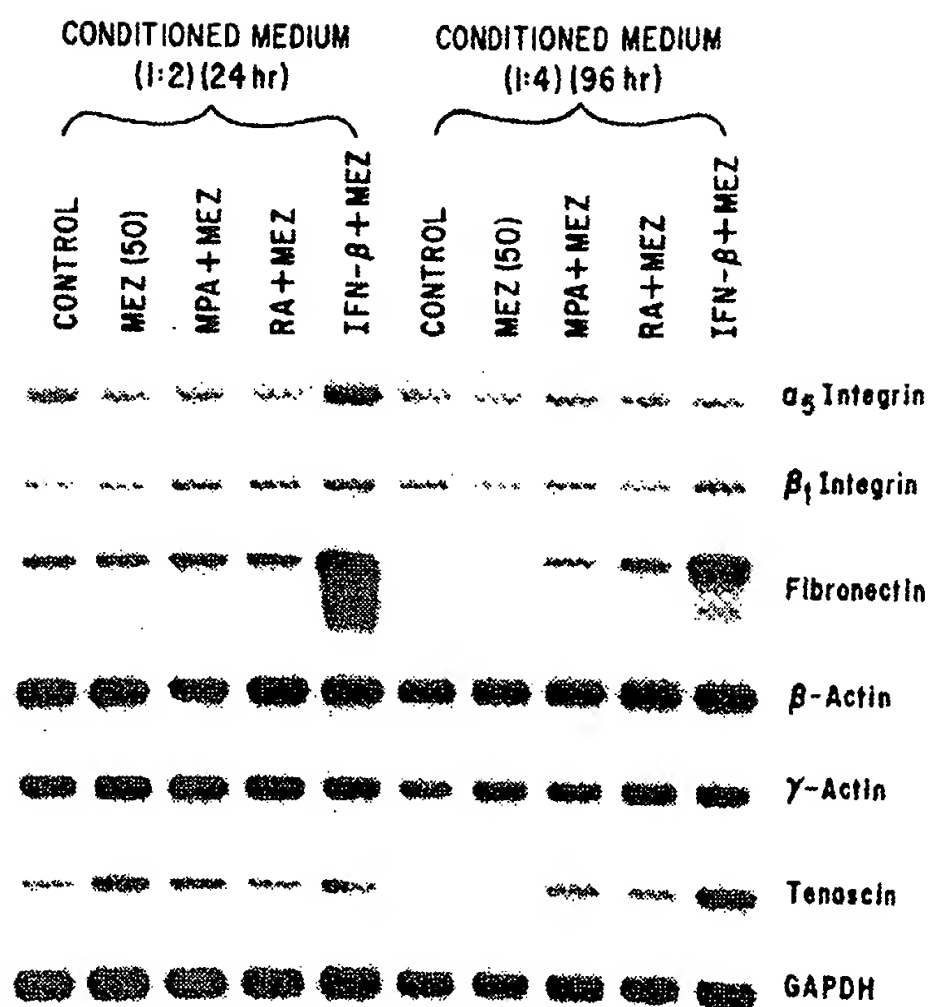 CONDITIONED MEDIUM
(1:2) (24 hr)
CONDITIONED MEDIUM
(1:4) (96 hr)
CONTROL
MEZ (50)
MPA+MEZ
RA+MEZ
IFN-β+MEZ
CONTROL
MEZ (50)
MPA+MEZ
RA+MEZ
IFN-β+MEZ
α5 Integrin
β1 Integrin
Fibronectin
β-Actin
γ-Actin
Tenascin
GAPDH